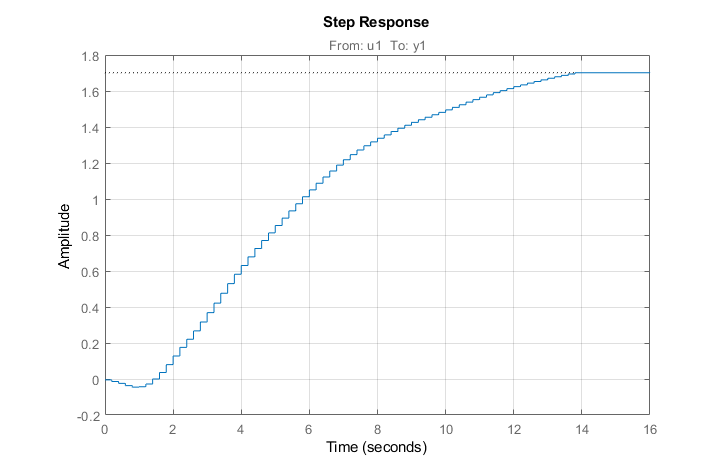 Step Response
From: u1 To: y1
1.8
1.6
1.4
1.2
1
0.8
0.6
0.4
0.2
0
-0.2
Amplitude
0 2 4 6 8 10 12 14 16
Time (seconds)